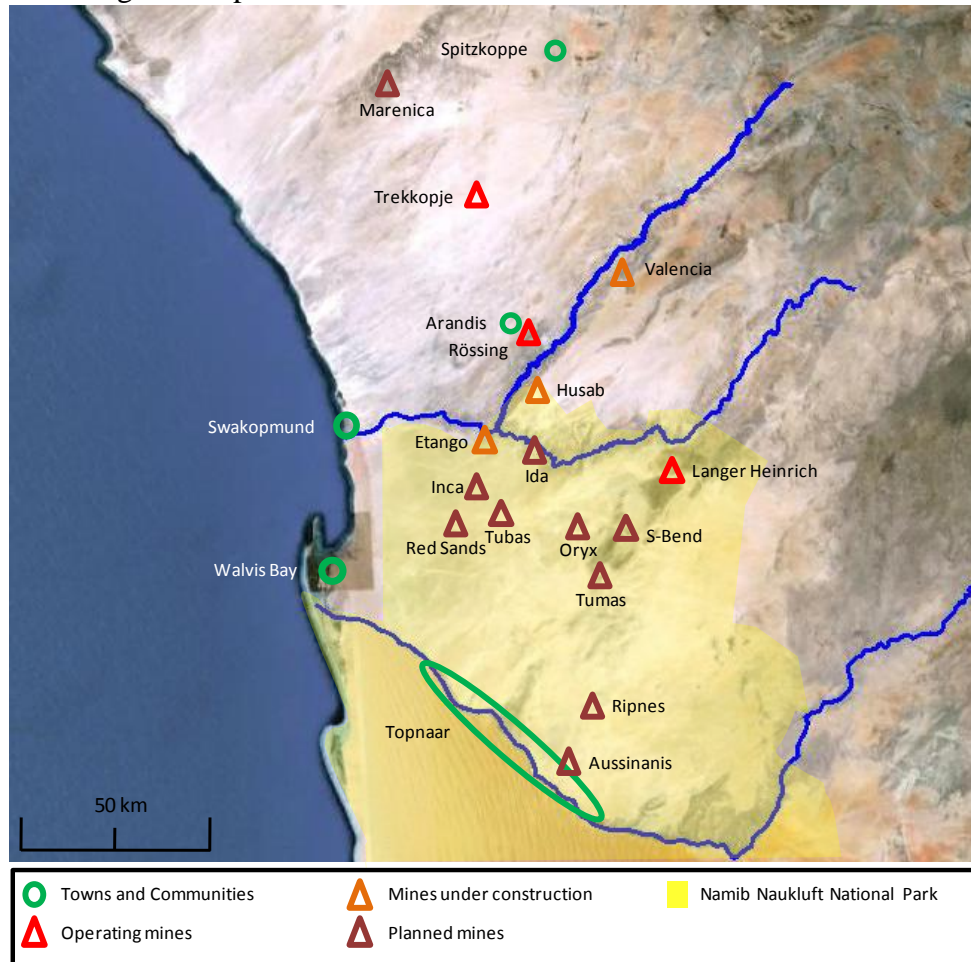 Spitzkoppe
Marenica
Trekkopje
Valencia
Arandis
Rössing
Husab
Swakopmund
Etango
Ida
Langer Heinrich
Inca
Tubas
Red Sands
Oryx
S-Bend
Walvis Bay
Tumas
Ripnes
Topnaar
Aussinanis
50 km
Towns and Communities
Mines under construction
Namib Naukluft National Park
Operating mines
Planned mines